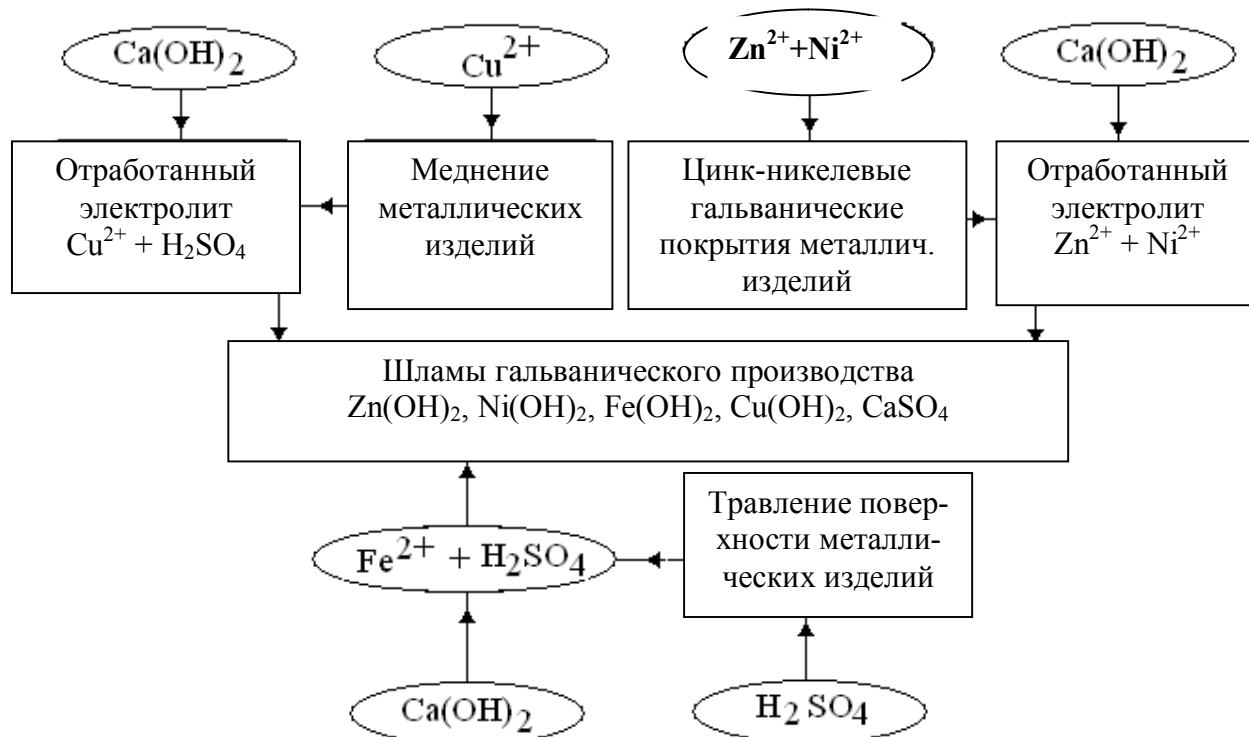 Ca(OH)₂
Cu²⁺
Zn²⁺+Ni²⁺
Ca(OH)₂
Отработанный
электролит
Cu²⁺ + H₂SO₄
Меднение
металлических
изделий
Цинк-никелевые
гальванические
покрытия металлич.
изделий
Отработанный
электролит
Zn²⁺ + Ni²⁺
Шламы гальванического производства
Zn(OH)₂, Ni(OH)₂, Fe(OH)₂, Cu(OH)₂, CaSO₄
Fe²⁺ + H₂SO₄
Травление повер-
хности металли-
ческих изделий
Ca(OH)₂
H₂ SO₄